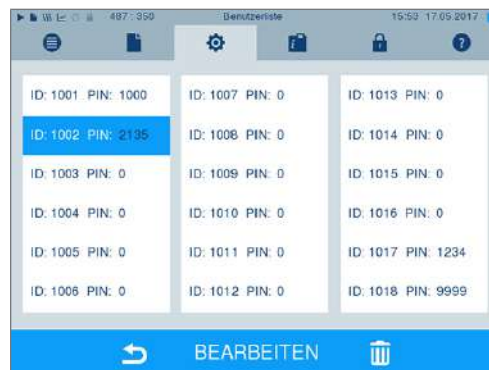 487 : 350 Benutzerliste 15:53 17.05.2017
ID: 1001 PIN: 1000
ID: 1002 PIN: 2135
ID: 1003 PIN: 0
ID: 1004 PIN: 0
ID: 1005 PIN: 0
ID: 1006 PIN: 0
ID: 1007 PIN: 0
ID: 1008 PIN: 0
ID: 1009 PIN: 0
ID: 1010 PIN: 0
ID: 1011 PIN: 0
ID: 1012 PIN: 0
ID: 1013 PIN: 0
ID: 1014 PIN: 0
ID: 1015 PIN: 0
ID: 1016 PIN: 0
ID: 1017 PIN: 1234
ID: 1018 PIN: 9999
BEARBEITEN